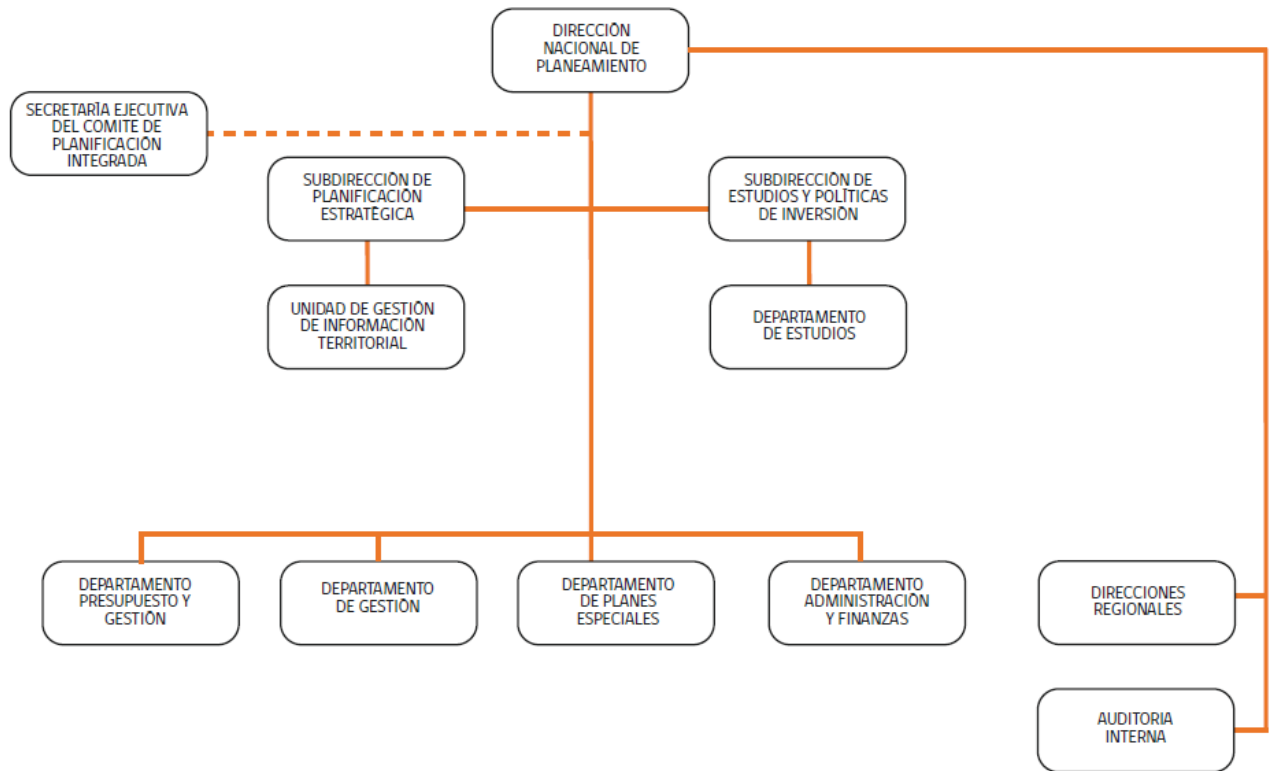 DIRECCIÓN
NACIONAL DE
PLANEAMIENTO
SECRETARÌA EJECUTIVA
DEL COMITE DE
PLANIFICACIÓN
INTEGRADA
SUBDIRECCIÓN DE
PLANIFICACIÓN
ESTRATÈGICA
SUBDIRECCIÓN DE
ESTUDIOS Y POLÍTICAS
DE INVERSIÓN
UNIDAD DE GESTIÓN
DE INFORMACIÓN
TERRITORIAL
DEPARTAMENTO
DE ESTUDIOS
DEPARTAMENTO
PRESUPUESTO Y
GESTIÓN
DEPARTAMENTO
DE GESTIÓN
DEPARTAMENTO
DE PLANES
ESPECIALES
DEPARTAMENTO
ADMINISTRACIÓN
Y FINANZAS
DIRECCIONES
REGIONALES
AUDITORIA
INTERNA